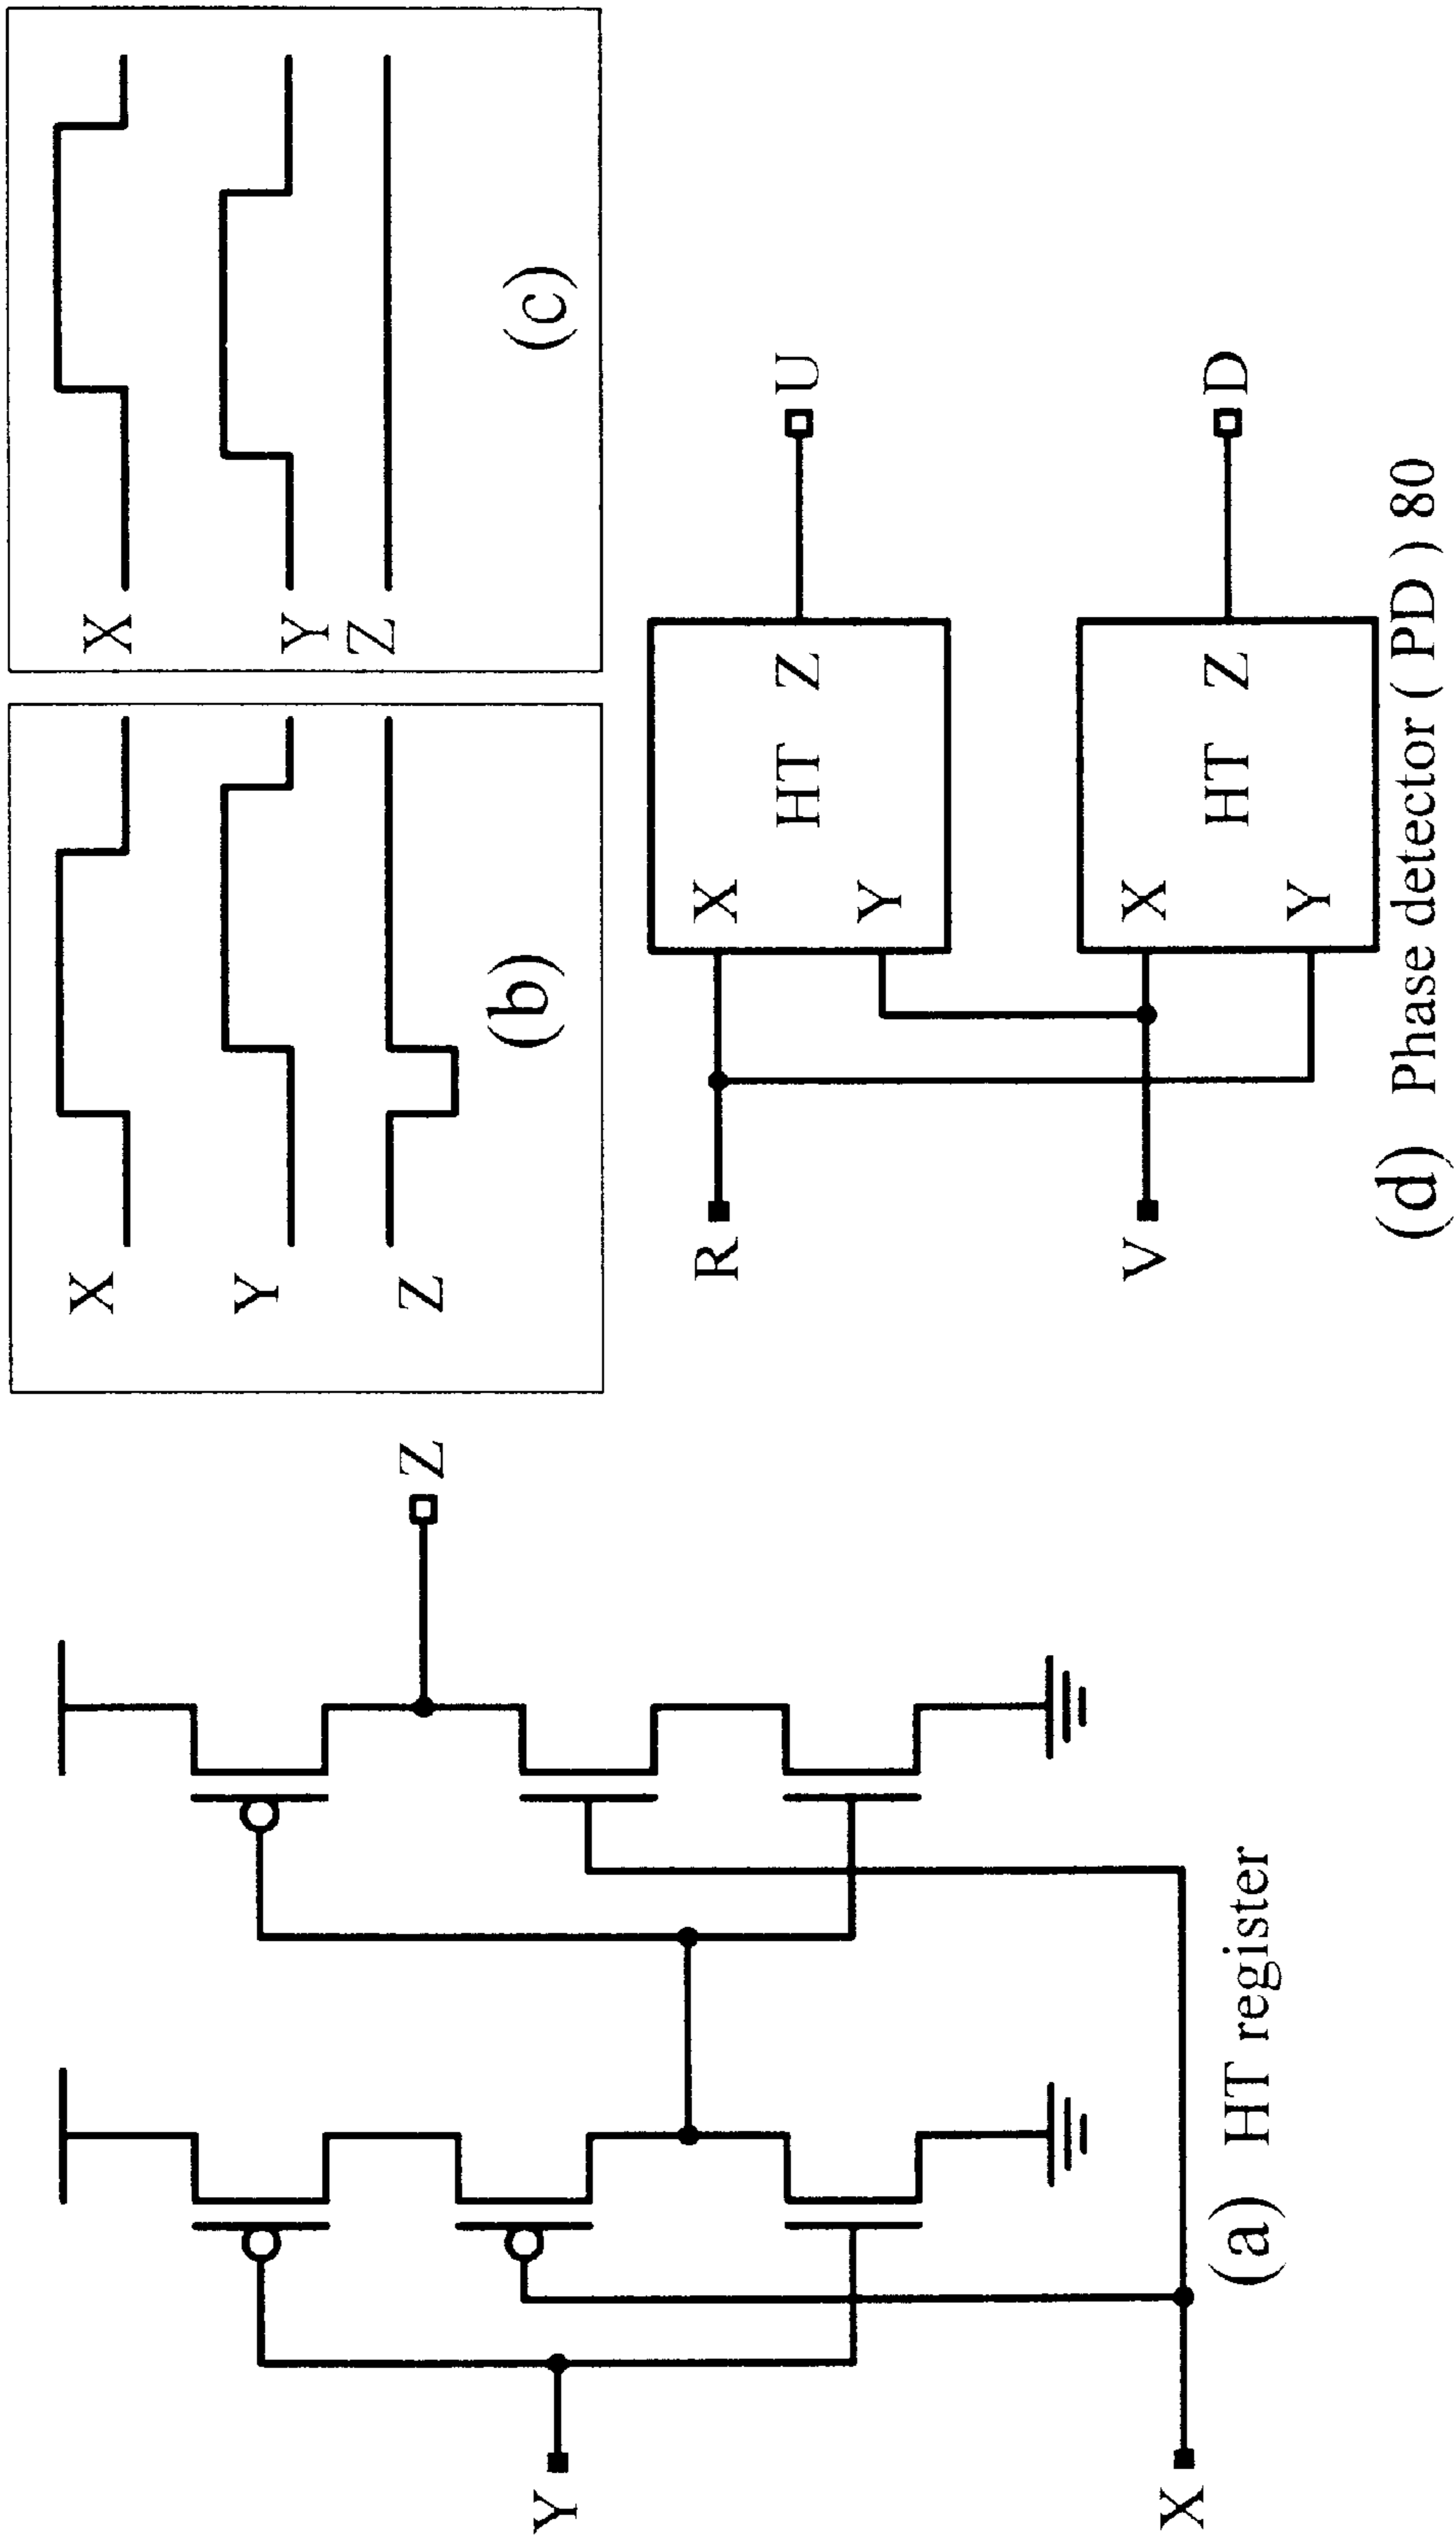 Y
X
Z
(a) HT register
X
Y
Z
(b)
X
Y
Z
(c)
R
V
X
Y
HT Z
U
X
Y
HT Z
D
(d) Phase detector ( PD ) 80